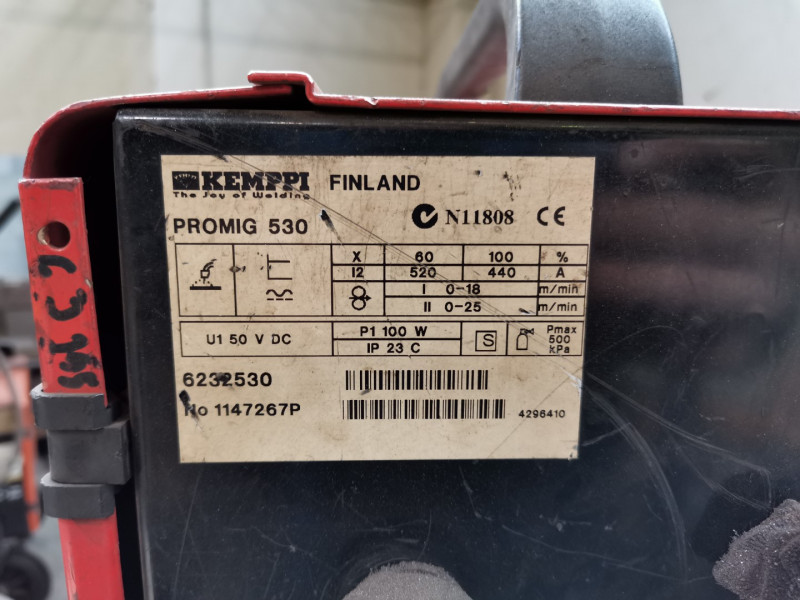 KEMPPI FINLAND
The Joy of Welding
PROMIG 530 N11808 CE
X 60 100 %
I2 520 440 A
I 0-18 m/min
II 0-25 m/min
U1 50 V DC P1 100 W S Pmax 500 kPa
IP 23 C
6232530
No 1147267P
4296410